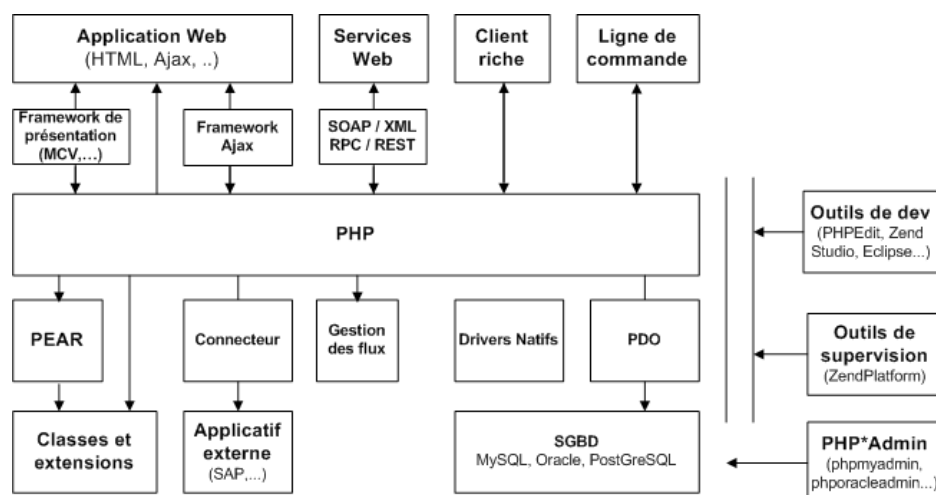 Application Web
(HTML, Ajax, ..)
Services
Web
Client
riche
Ligne de
commande
Framework de
présentation
(MCV,...)
Framework
Ajax
SOAP / XML
RPC / REST
PHP
Outils de dev
(PHPEdit, Zend
Studio, Eclipse...)
PEAR
Connecteur
Gestion
des flux
Drivers Natifs
PDO
Outils de
supervision
(ZendPlatform)
Classes et
extensions
Applicatif
externe
(SAP,...)
SGBD
MySQL, Oracle, PostGreSQL
PHP*Admin
(phpmyadmin,
phporacleadmin...)